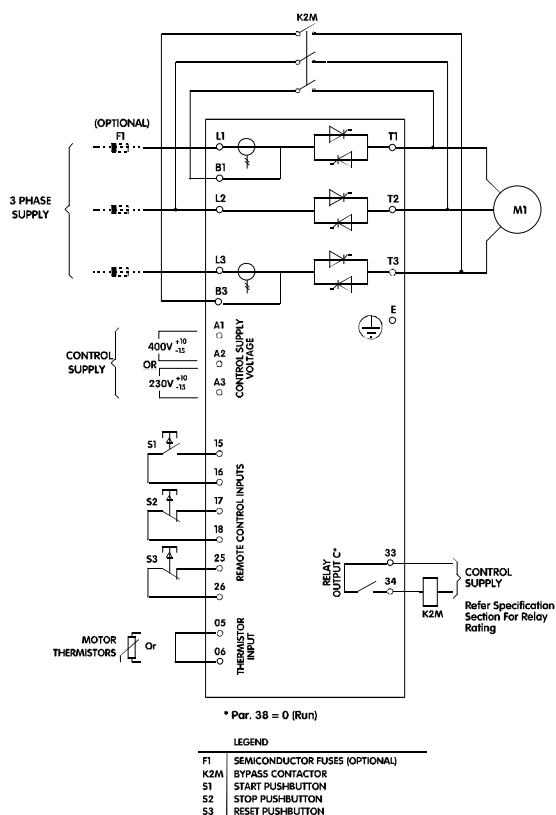 K2M
(OPTIONAL)
F1
L1
T1
B1
3 PHASE
SUPPLY
L2
T2
M1
L3
T3
B3
E
A1
400V +10 -15
CONTROL
SUPPLY
OR
A2
230V +10 -15
A3
CONTROL SUPPLY
VOLTAGE
S1
15
16
S2
17
18
S3
25
26
REMOTE CONTROL INPUTS
33
34
RELAY
OUTPUT C*
CONTROL
SUPPLY
K2M
Refer Specification
Section For Relay
Rating
MOTOR
THERMISTORS
Or
05
06
THERMISTOR
INPUT
* Par. 38 = 0 (Run)
LEGEND
F1 SEMICONDUCTOR FUSES (OPTIONAL)
K2M BYPASS CONTACTOR
S1 START PUSHBUTTON
S2 STOP PUSHBUTTON
S3 RESET PUSHBUTTON